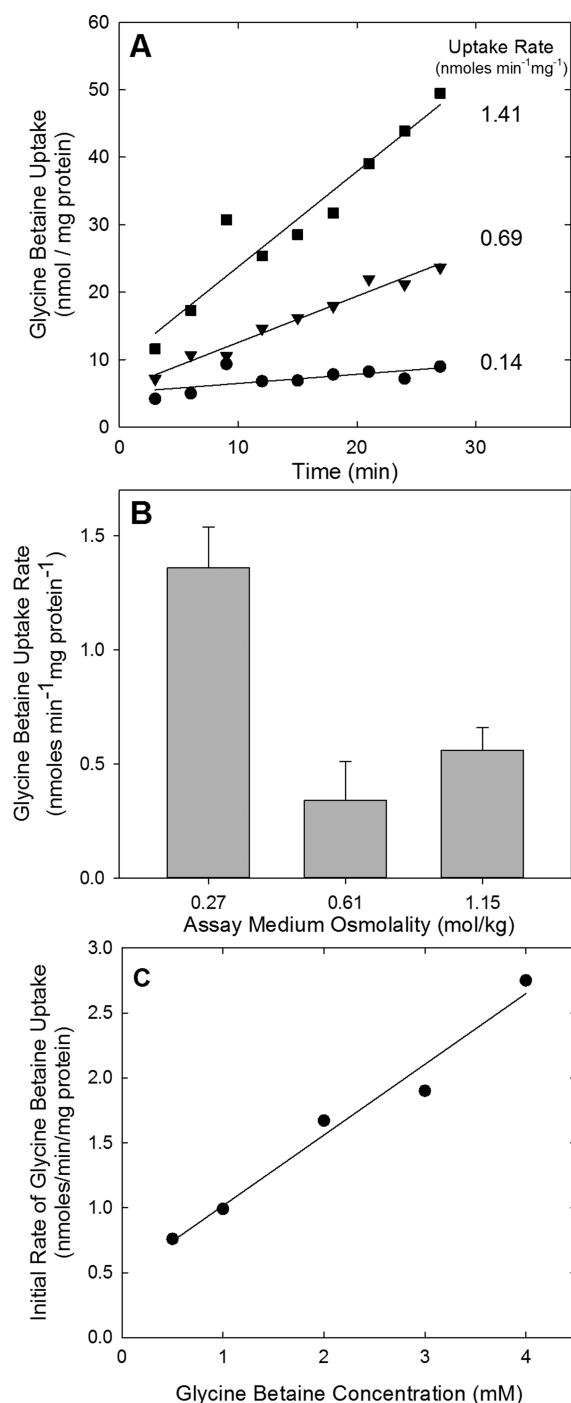 A
Uptake Rate
(nmoles min⁻¹mg⁻¹)
60
50
40
30
20
10
0
Glycine Betaine Uptake
(nmol / mg protein)
1.41
0.69
0.14
0
10
20
30
Time (min)
B
1.5
1.0
0.5
0.0
Glycine Betaine Uptake Rate
(nmoles min⁻¹mg protein⁻¹)
0.27
0.61
1.15
Assay Medium Osmolality (mol/kg)
C
3.0
2.5
2.0
1.5
1.0
0.5
0.0
Initial Rate of Glycine Betaine Uptake
(nmoles/min/mg protein)
0
1
2
3
4
Glycine Betaine Concentration (mM)